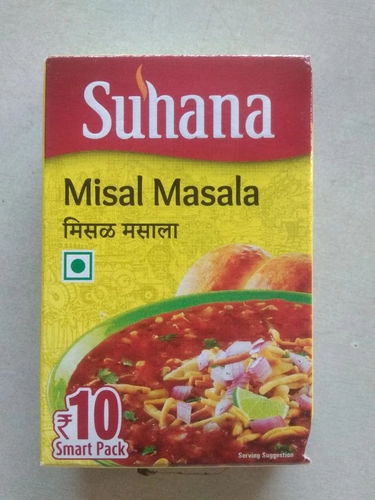 Suhana
Misal Masala
मिसळ मसाला
₹10
Smart Pack
Serving Suggestion